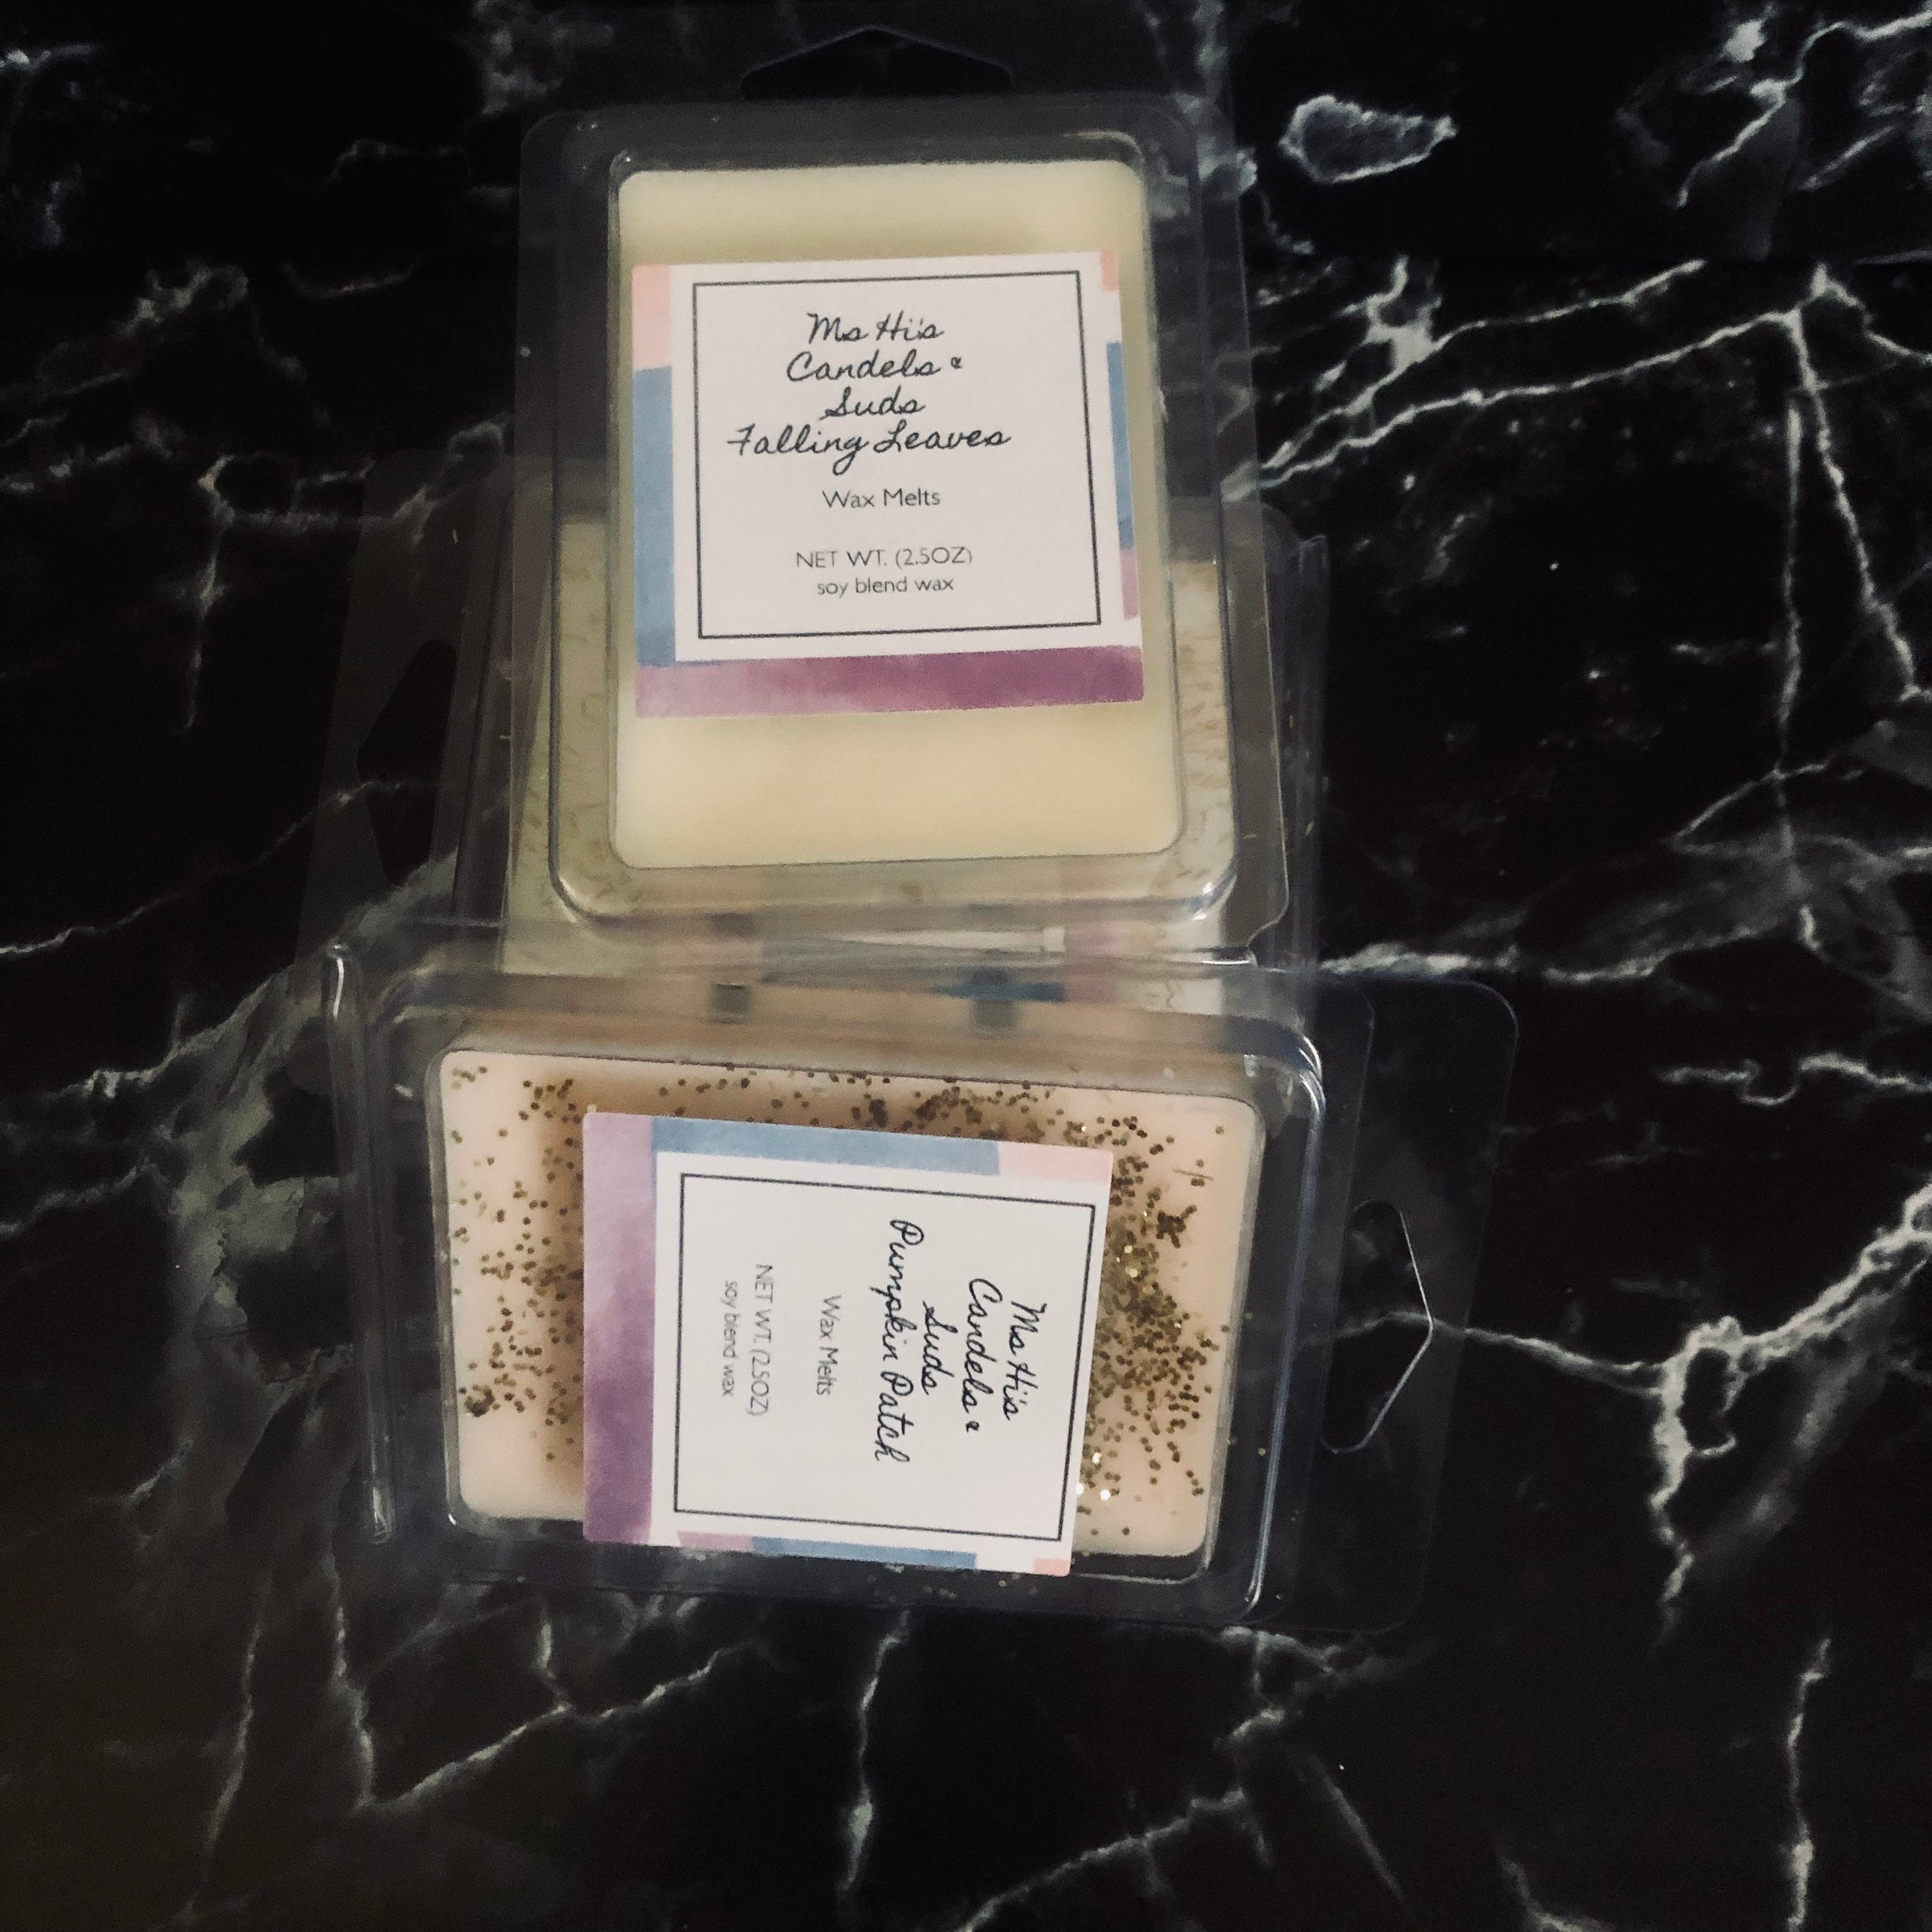 Ms Hi's
Candels &
Suds
Falling Leaves
Wax Melts
NET WT. (2.5OZ)
soy blend wax
Ms Hi's
Candels &
Suds
Pumpkin Patch
Wax Melts
NET WT. (2.5OZ)
soy blend wax